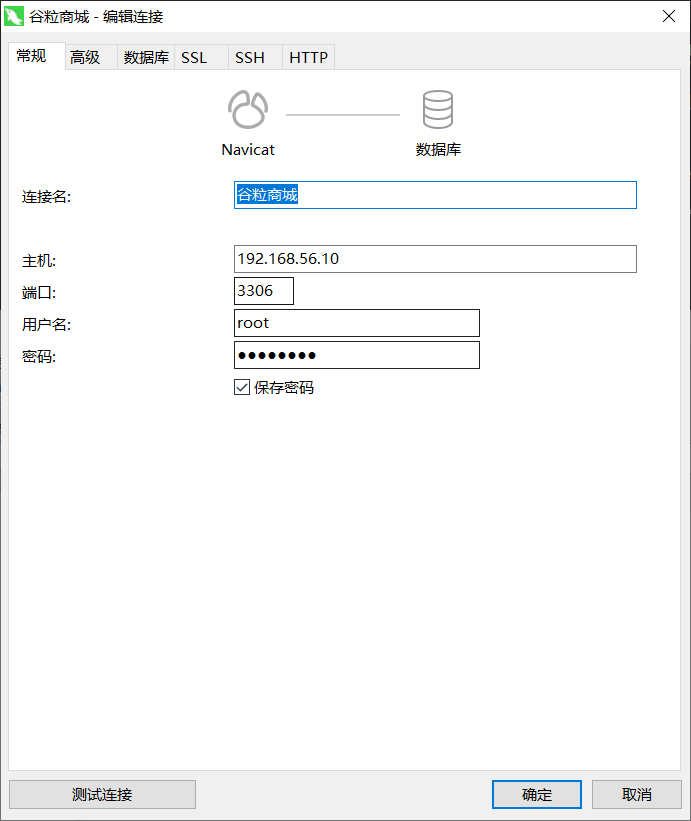 谷粒商城 - 编辑连接
常规 高级 数据库 SSL SSH HTTP
Navicat 数据库
连接名: 谷粒商城
主机: 192.168.56.10
端口: 3306
用户名: root
密码: ●●●●●●●●
保存密码
测试连接 确定 取消